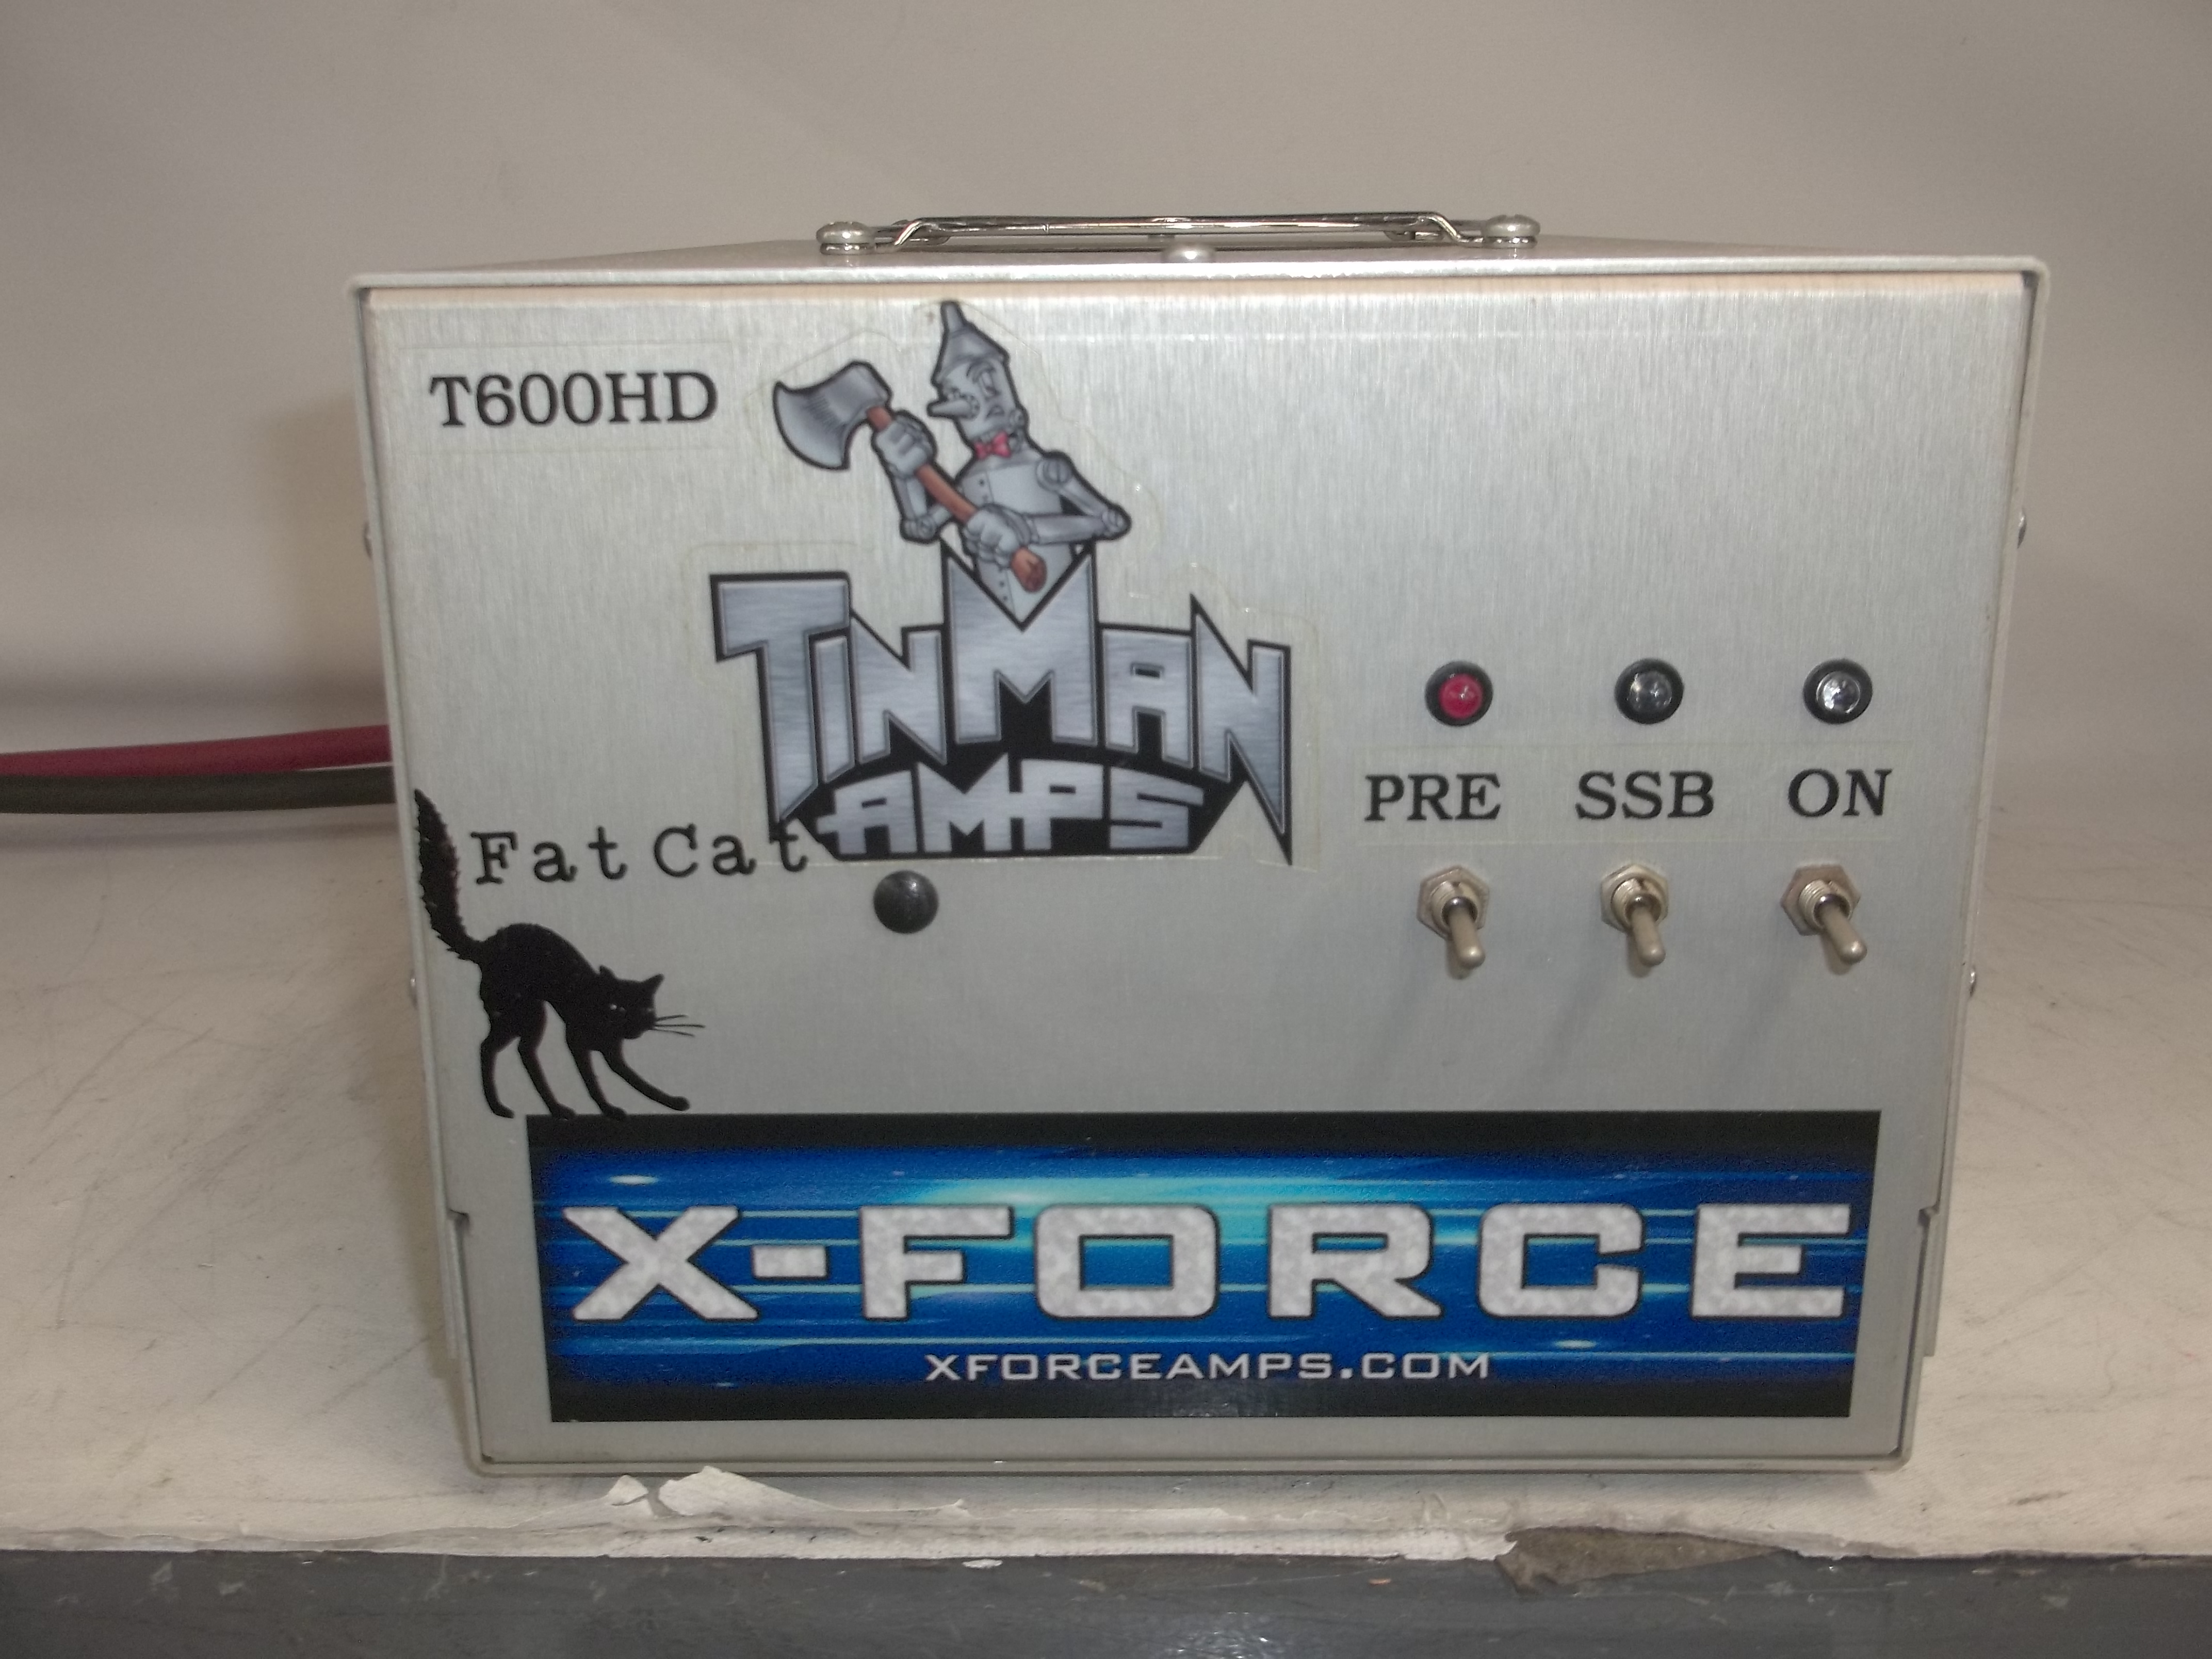 T600HD
TINMAN
AMPS
PRE SSB ON
Fat Cat
X-FORCE
XFORCEAMPS.COM